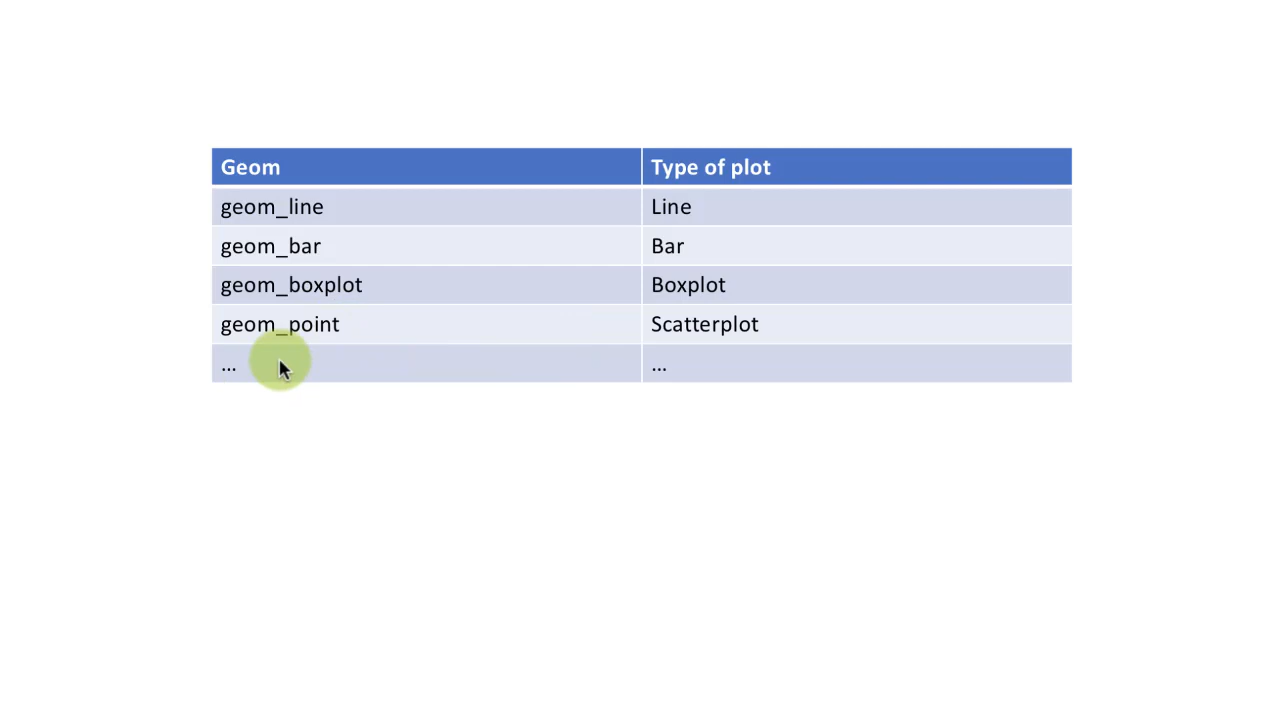 Geom Type of plot
geom_line Line
geom_bar Bar
geom_boxplot Boxplot
geom_point Scatterplot
... ...